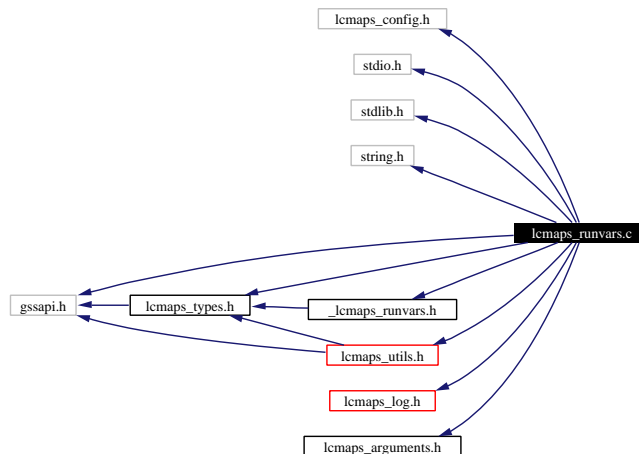 lcmaps_config.h
stdio.h
stdlib.h
string.h
lcmaps_runvars.c
gssapi.h
lcmaps_types.h
_lcmaps_runvars.h
lcmaps_utils.h
lcmaps_log.h
lcmaps_arguments.h